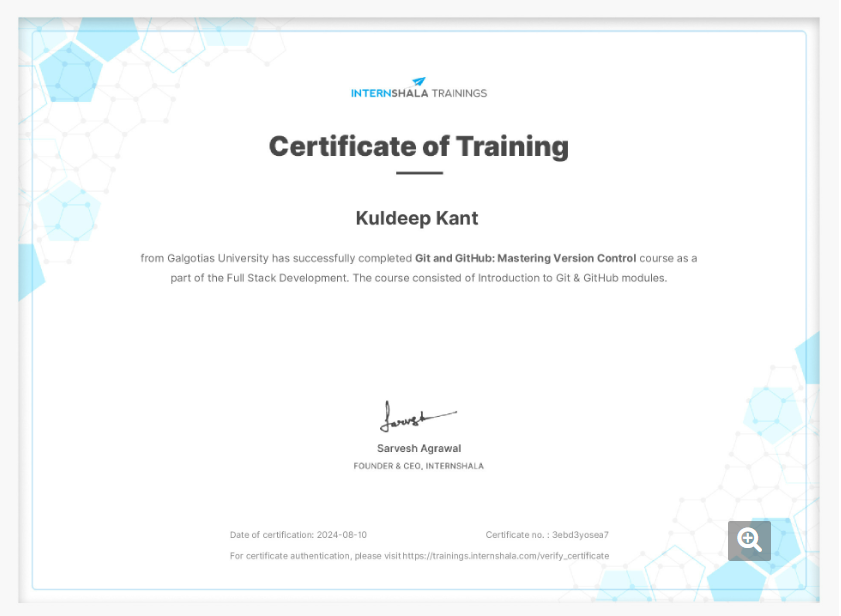 INTERNSHALA TRAININGS
Certificate of Training
Kuldeep Kant
from Galgotias University has successfully completed Git and GitHub: Mastering Version Control course as a
part of the Full Stack Development. The course consisted of Introduction to Git & GitHub modules.
Sarvesh
Sarvesh Agrawal
FOUNDER & CEO, INTERNSHALA
Date of certification: 2024-08-10 Certificate no. : 3ebd3yosea7
For certificate authentication, please visit https://trainings.internshala.com/verify_certificate